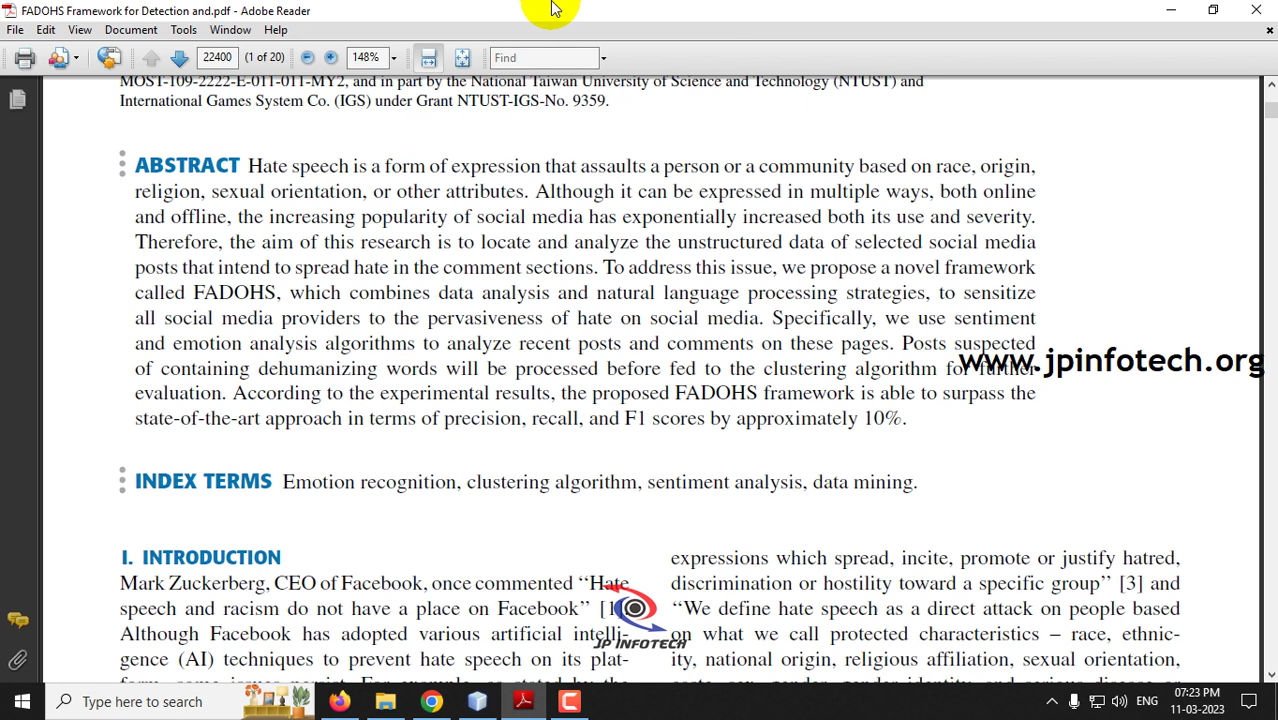 FADOHS Framework for Detection and.pdf - Adobe Reader
File Edit View Document Tools Window Help
22400 (1 of 20) 148% Find
MOST-109-2222-E-011-011-MY2, and in part by the National Taiwan University of Science and Technology (NTUST) and
International Games System Co. (IGS) under Grant NTUST-IGS-No. 9359.
ABSTRACT Hate speech is a form of expression that assaults a person or a community based on race, origin,
religion, sexual orientation, or other attributes. Although it can be expressed in multiple ways, both online
and offline, the increasing popularity of social media has exponentially increased both its use and severity.
Therefore, the aim of this research is to locate and analyze the unstructured data of selected social media
posts that intend to spread hate in the comment sections. To address this issue, we propose a novel framework
called FADOHS, which combines data analysis and natural language processing strategies, to sensitize
all social media providers to the pervasiveness of hate on social media. Specifically, we use sentiment
and emotion analysis algorithms to analyze recent posts and comments on these pages. Posts suspected
www.jpinfotech.org
of containing dehumanizing words will be processed before fed to the clustering algorithm for further
evaluation. According to the experimental results, the proposed FADOHS framework is able to surpass the
state-of-the-art approach in terms of precision, recall, and F1 scores by approximately 10%.
INDEX TERMS Emotion recognition, clustering algorithm, sentiment analysis, data mining.
I. INTRODUCTION
Mark Zuckerberg, CEO of Facebook, once commented ‘‘Hate
speech and racism do not have a place on Facebook’’ [1].
Although Facebook has adopted various artificial intelli-
gence (AI) techniques to prevent hate speech on its plat-
expressions which spread, incite, promote or justify hatred,
discrimination or hostility toward a specific group’’ [3] and
‘‘We define hate speech as a direct attack on people based
on what we call protected characteristics – race, ethnic-
ity, national origin, religious affiliation, sexual orientation,
JP INFOTECH
Type here to search
ENG
07:23 PM
11-03-2023